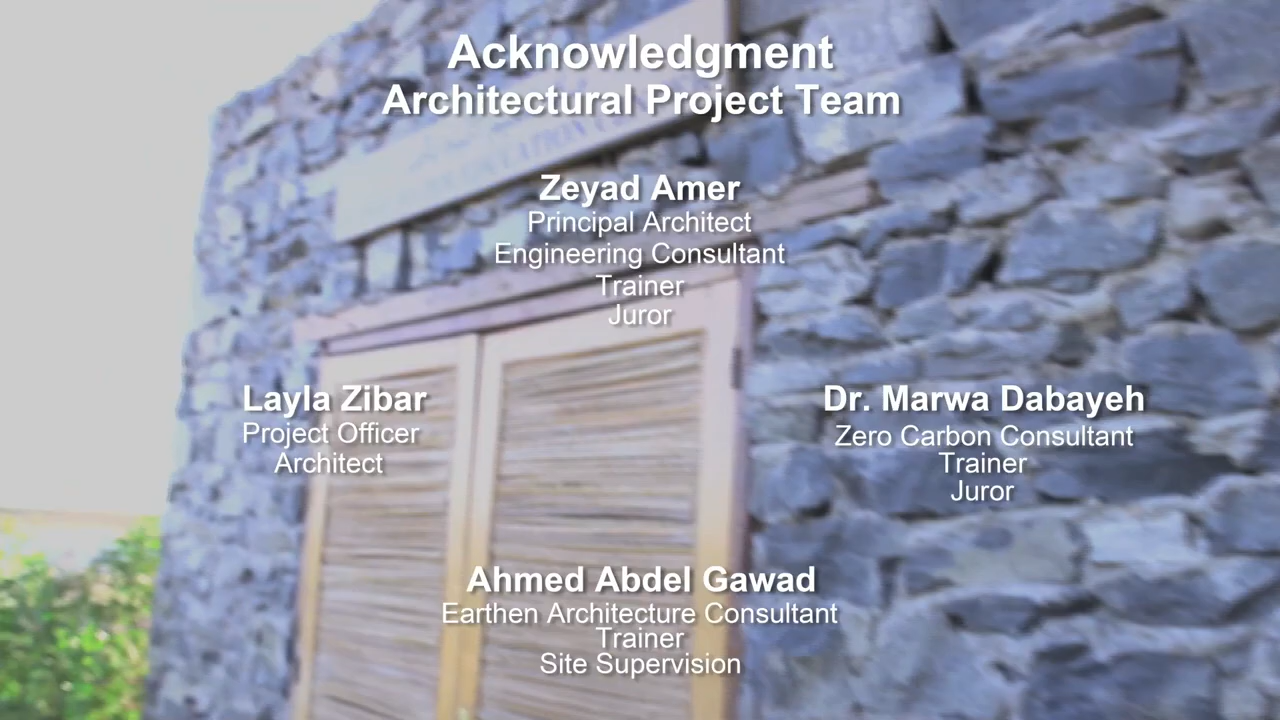 Acknowledgment
Architectural Project Team
Zeyad Amer
Principal Architect
Engineering Consultant
Trainer
Juror
Layla Zibar
Project Officer
Architect
Dr. Marwa Dabayeh
Zero Carbon Consultant
Trainer
Juror
Ahmed Abdel Gawad
Earthen Architecture Consultant
Trainer
Site Supervision